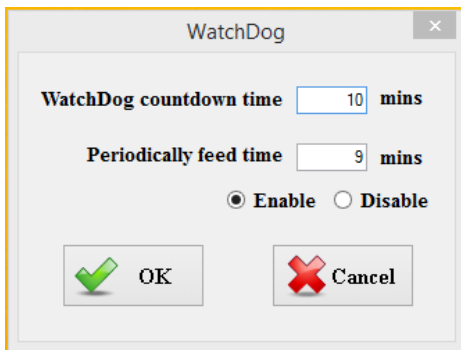 WatchDog
WatchDog countdown time 10 mins
Periodically feed time 9 mins
Enable Disable
OK Cancel